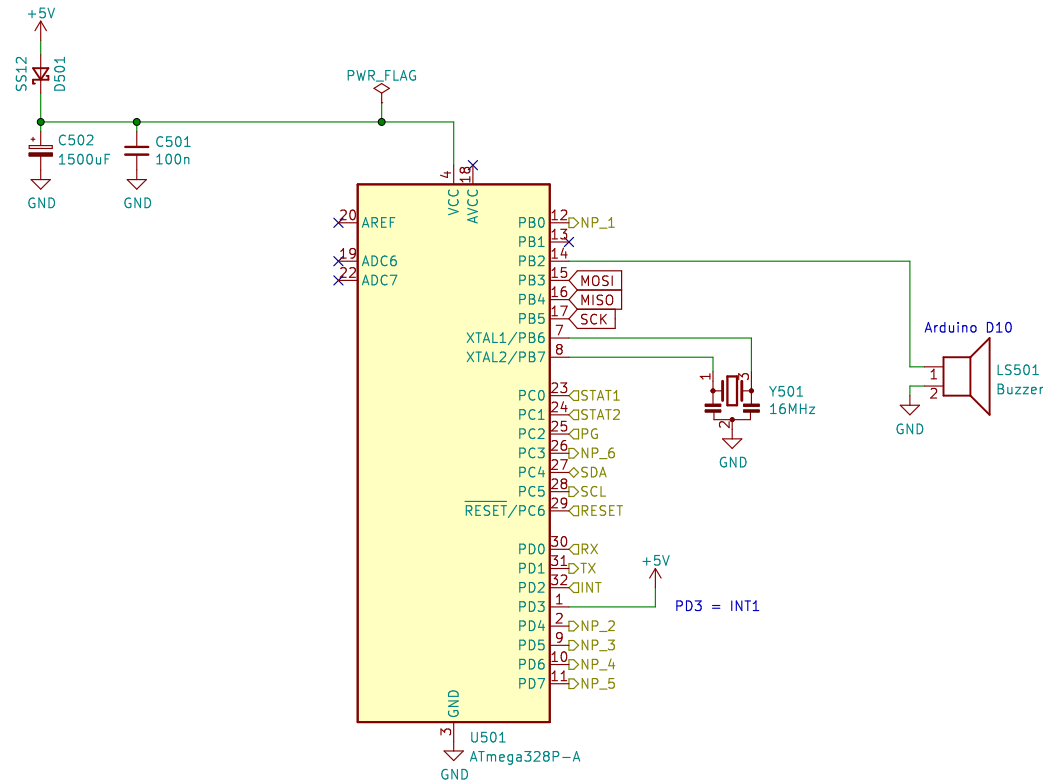 +5V
SS12
D501
PWR_FLAG
C502
1500uF
C501
100n
GND
GND
4
18
VCC
AVCC
20
AREF
19
ADC6
22
ADC7
PB0
12
NP_1
PB1
13
PB2
14
PB3
15
MOSI
PB4
16
MISO
PB5
17
SCK
XTAL1/PB6
7
XTAL2/PB7
8
Arduino D10
1
2
LS501
Buzzer
GND
1
3
2
Y501
16MHz
GND
PC0
23
STAT1
PC1
24
STAT2
PC2
25
PG
PC3
26
NP_6
PC4
27
SDA
PC5
28
SCL
RESET/PC6
29
RESET
PD0
30
RX
PD1
31
TX
PD2
32
INT
PD3
1
+5V
PD3 = INT1
PD4
2
NP_2
PD5
9
NP_3
PD6
10
NP_4
PD7
11
NP_5
GND
3
U501
ATmega328P-A
GND